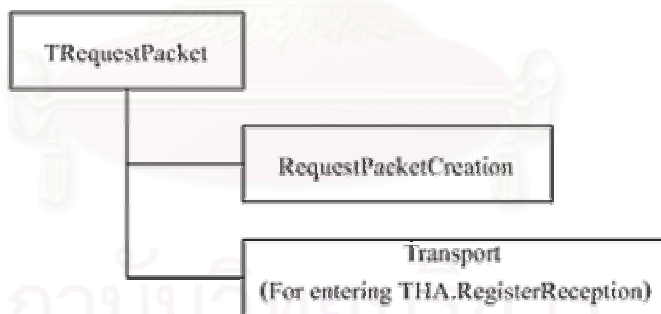 TRequestPacket
RequestPacketCreation
Transport
(For entering THA.RegisterReception)